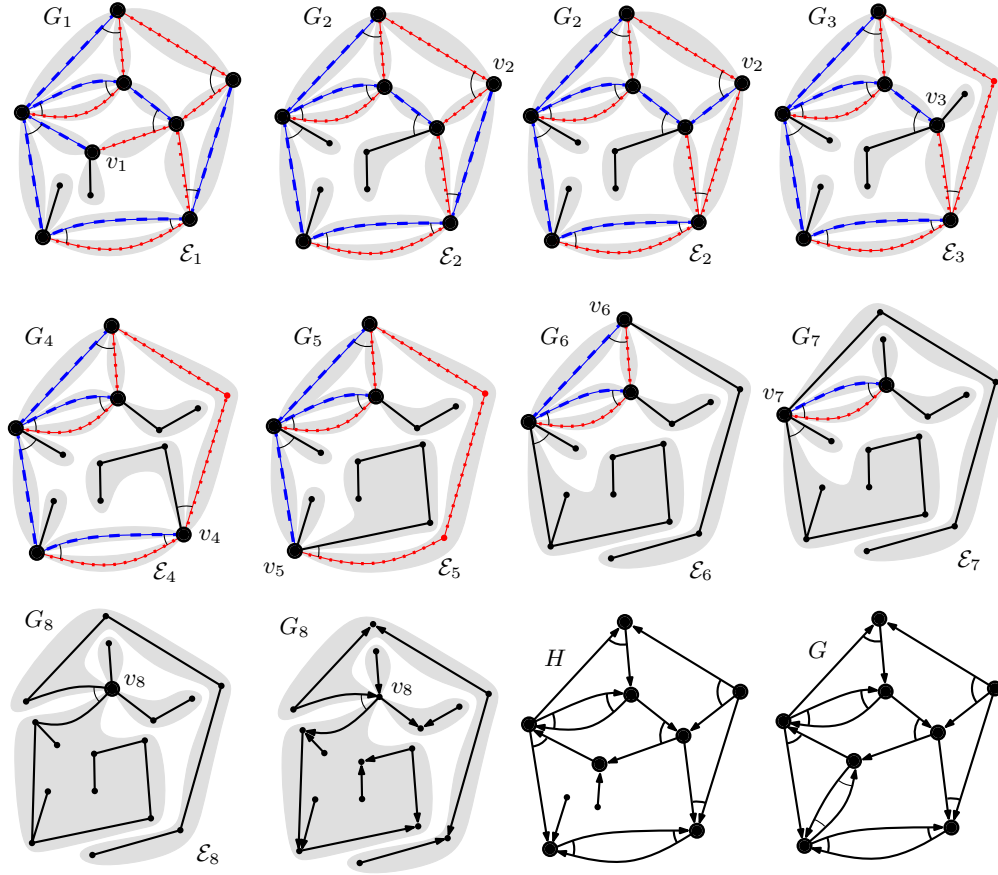 G₁
v₁
ℰ₁
G₂
v₂
ℰ₂
G₂
v₂
ℰ₂
G₃
v₃
ℰ₃
G₄
v₄
ℰ₄
G₅
v₅
ℰ₅
v₆
G₆
ℰ₆
G₇
v₇
ℰ₇
G₈
v₈
ℰ₈
G₈
v₈
H
G